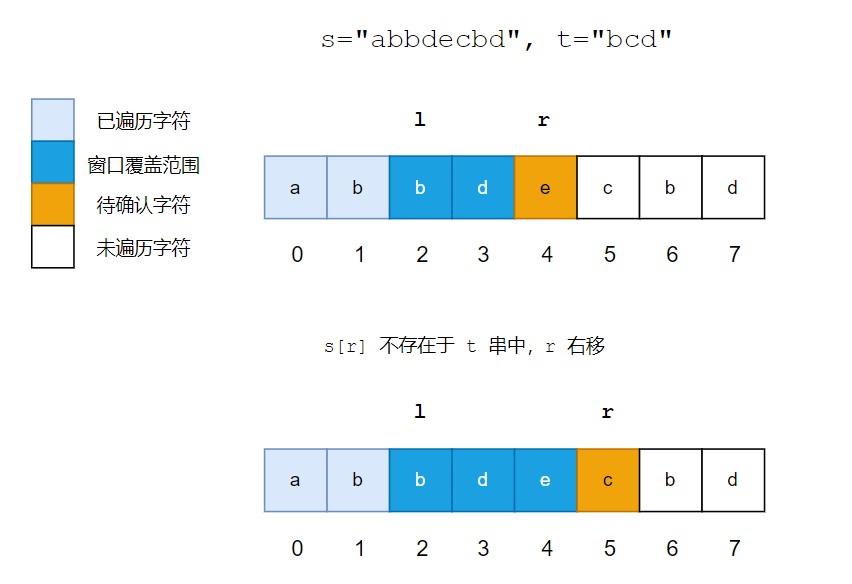 s="abbdecbd", t="bcd"
已遍历字符
窗口覆盖范围
待确认字符
未遍历字符
l r
a b b d e c b d
0 1 2 3 4 5 6 7
s[r] 不存在于 t 串中, r 右移
l r
a b b d e c b d
0 1 2 3 4 5 6 7